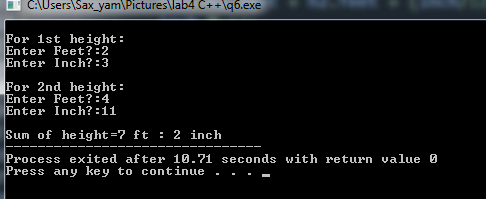 C:\Users\Sax_yam\Pictures\lab4 C++\q6.exe
For 1st height:
Enter Feet?:2
Enter Inch?:3
For 2nd height:
Enter Feet?:4
Enter Inch?:11
Sum of height=7 ft : 2 inch
--------------------------------
Process exited after 10.71 seconds with return value 0
Press any key to continue . . .